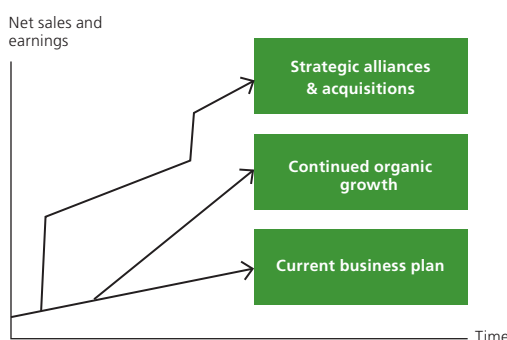 Net sales and
earnings
Strategic alliances
& acquisitions
Continued organic
growth
Current business plan
Time